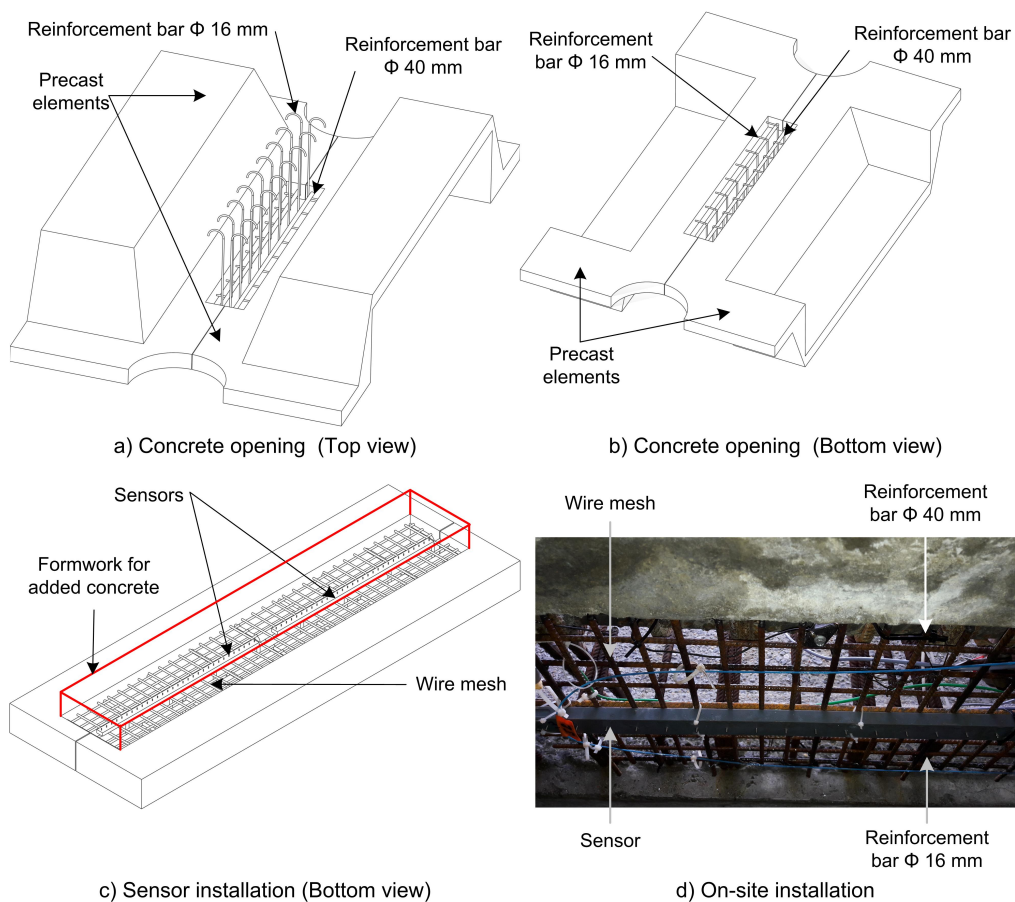 Reinforcement bar Φ 16 mm
Reinforcement bar
Φ 40 mm
Precast
elements
a) Concrete opening (Top view)
Reinforcement
bar Φ 16 mm
Reinforcement bar
Φ 40 mm
Precast
elements
b) Concrete opening (Bottom view)
Sensors
Formwork for
added concrete
Wire mesh
c) Sensor installation (Bottom view)
Wire mesh
Reinforcement
bar Φ 40 mm
Sensor
Reinforcement
bar Φ 16 mm
d) On-site installation